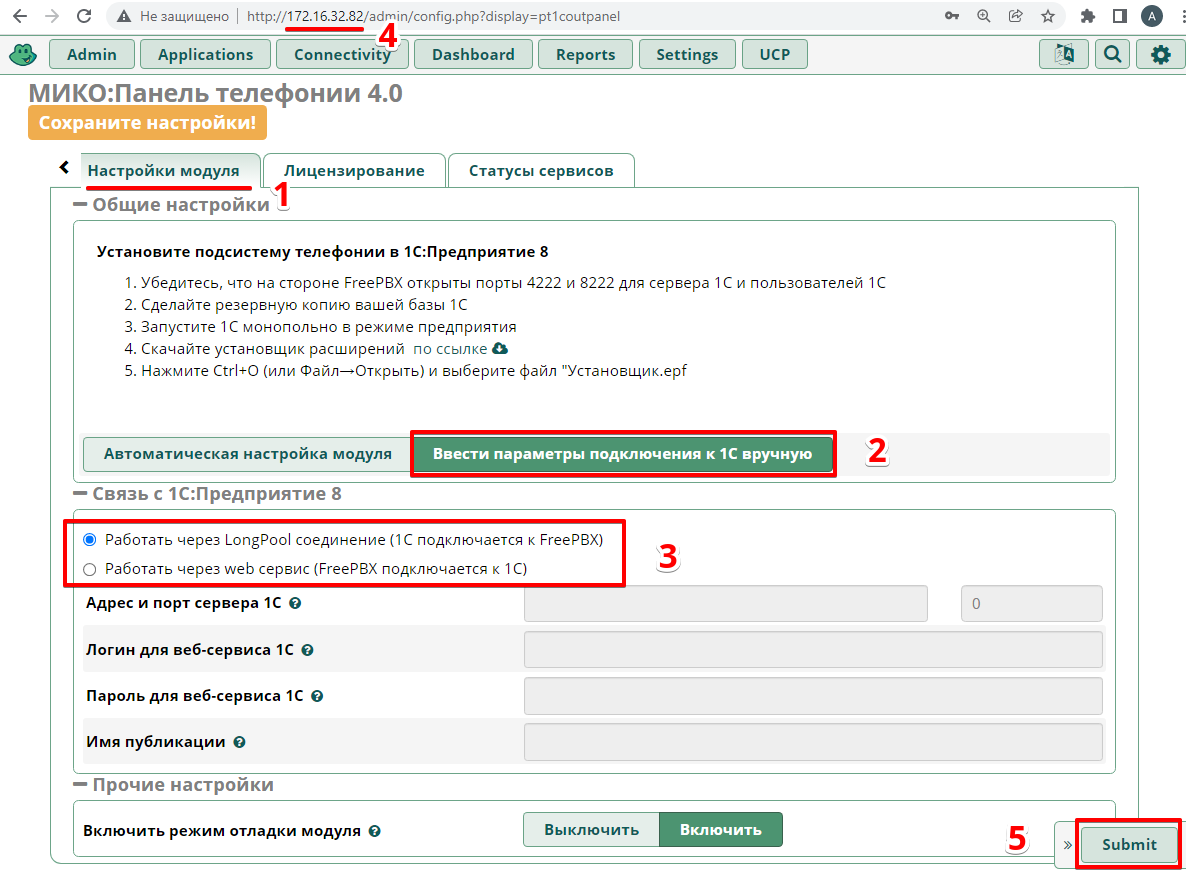 Не защищено | http://172.16.32.82/admin/config.php?display=pt1coutpanel
A
4
Admin Applications Connectivity Dashboard Reports Settings UCP
МИКО:Панель телефонии 4.0
Сохраните настройки!
Настройки модуля Лицензирование Статусы сервисов
1
Общие настройки
Установите подсистему телефонии в 1С:Предприятие 8
1. Убедитесь, что на стороне FreePBX открыты порты 4222 и 8222 для сервера 1С и пользователей 1С
2. Сделайте резервную копию вашей базы 1С
3. Запустите 1С монопольно в режиме предприятия
4. Скачайте установщик расширений по ссылке
5. Нажмите Ctrl+O (или Файл→Открыть) и выберите файл "Установщик.epf
Автоматическая настройка модуля Ввести параметры подключения к 1С вручную 2
Связь с 1С:Предприятие 8
Работать через LongPool соединение (1С подключается к FreePBX)
3
Работать через web сервис (FreePBX подключается к 1С)
Адрес и порт сервера 1С ? 0
Логин для веб-сервиса 1С ?
Пароль для веб-сервиса 1С ?
Имя публикации ?
Прочие настройки
Включить режим отладки модуля ? Выключить Включить
5 » Submit